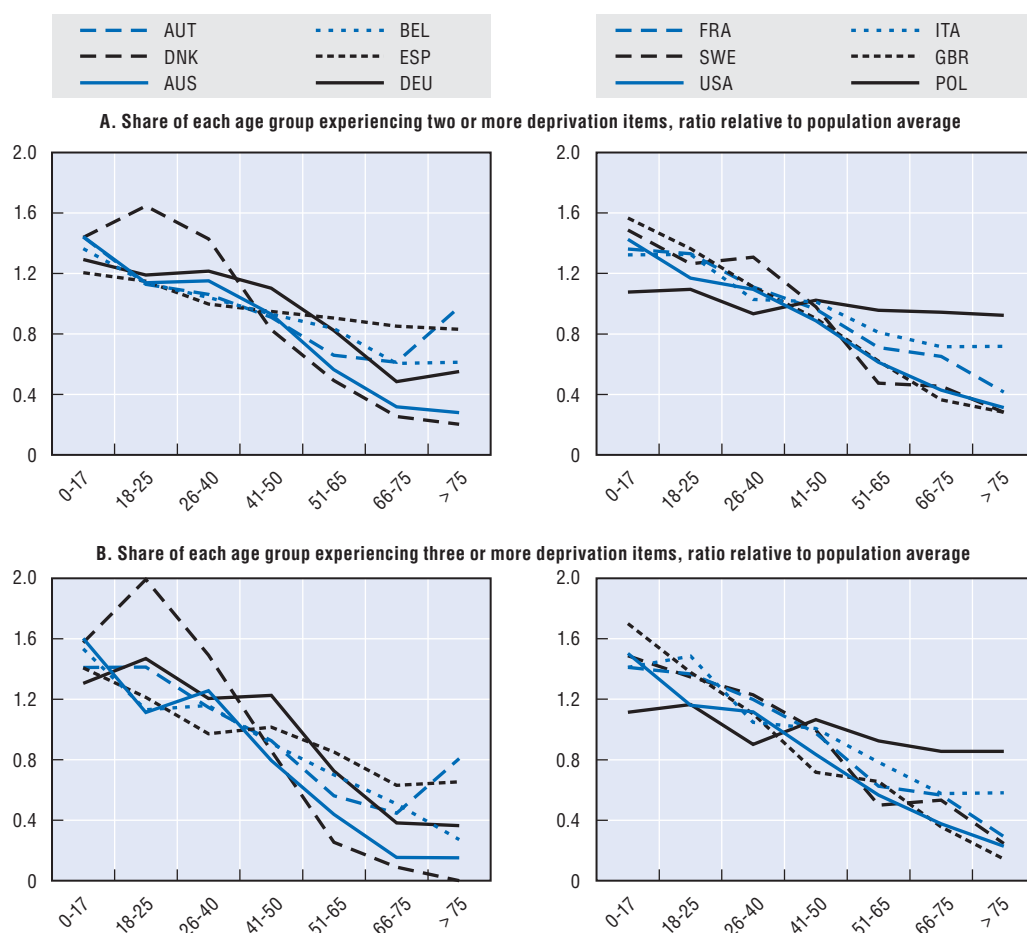 AUT BEL
DNK ESP
AUS DEU
FRA ITA
SWE GBR
USA POL
A. Share of each age group experiencing two or more deprivation items, ratio relative to population average
2.0
1.6
1.2
0.8
0.4
0
0-17 18-25 26-40 41-50 51-65 66-75 > 75
2.0
1.6
1.2
0.8
0.4
0
0-17 18-25 26-40 41-50 51-65 66-75 > 75
B. Share of each age group experiencing three or more deprivation items, ratio relative to population average
2.0
1.6
1.2
0.8
0.4
0
0-17 18-25 26-40 41-50 51-65 66-75 > 75
2.0
1.6
1.2
0.8
0.4
0
0-17 18-25 26-40 41-50 51-65 66-75 > 75